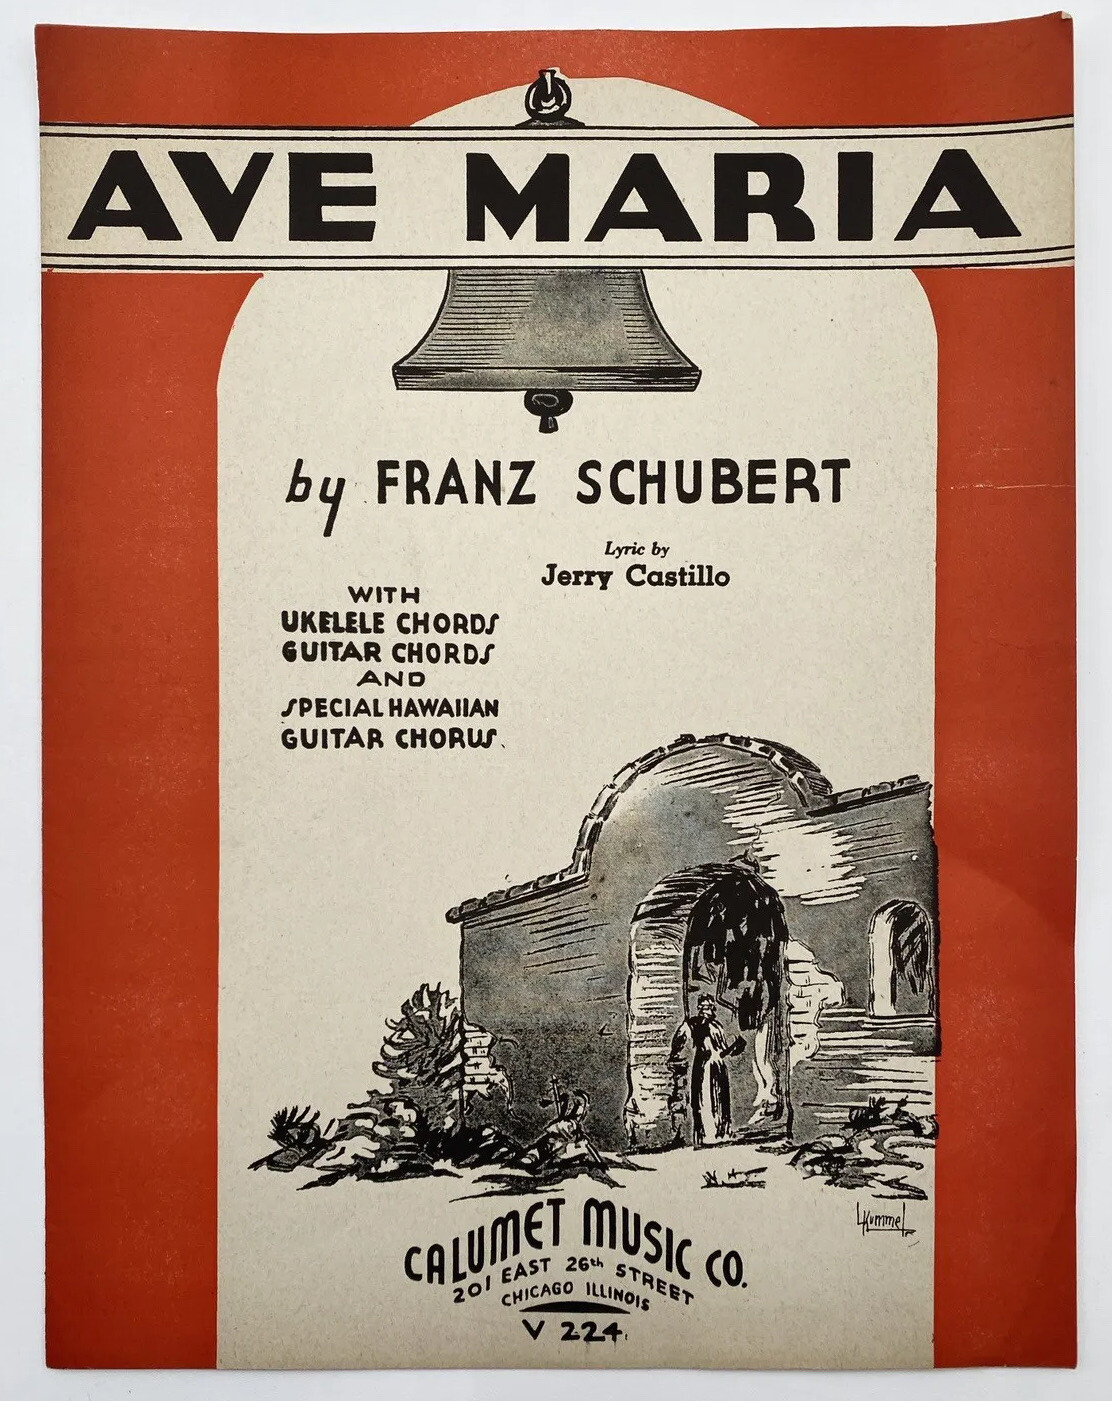 AVE MARIA
by FRANZ SCHUBERT
Lyric by
Jerry Castillo
WITH
UKELELE CHORDS
GUITAR CHORDS
AND
SPECIAL HAWAIIAN
GUITAR CHORUS.
LKummel
CALUMET MUSIC CO.
201 EAST 26th STREET
CHICAGO ILLINOIS
V 224.